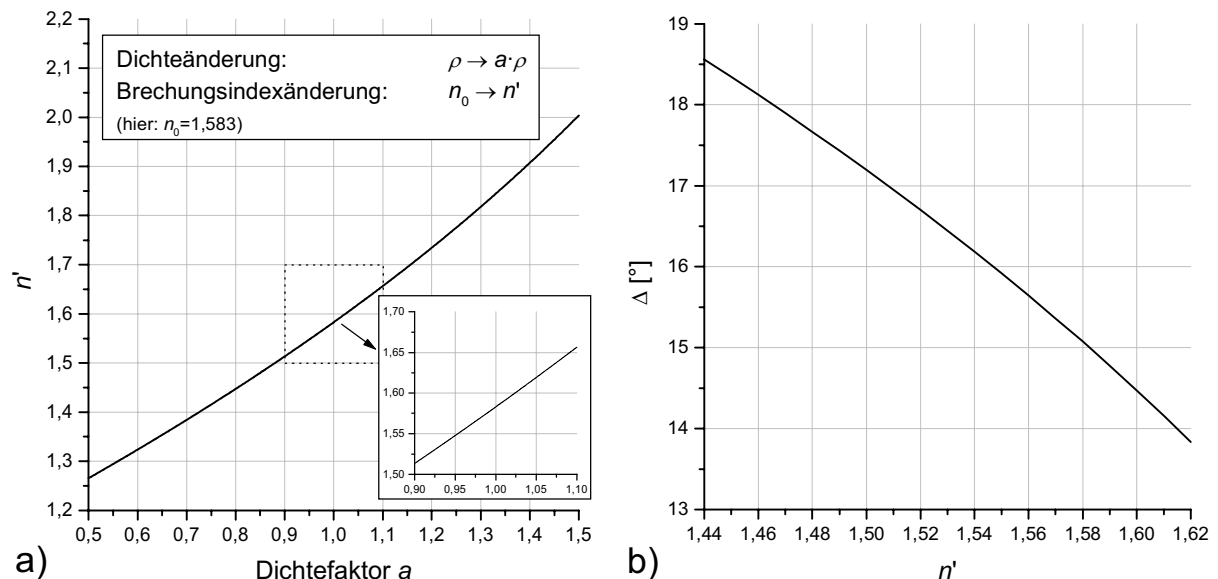 2,2
2,1
2,0
1,9
1,8
1,7
1,6
1,5
1,4
1,3
1,2
n'
Dichteänderung: ρ → a·ρ
Brechungsindexänderung: n₀ → n'
(hier: n₀=1,583)
1,70
1,65
1,60
1,55
1,50
0,90 0,95 1,00 1,05 1,10
0,5 0,6 0,7 0,8 0,9 1,0 1,1 1,2 1,3 1,4 1,5
a) Dichtefaktor a
19
18
17
16
15
14
13
Δ [°]
1,44 1,46 1,48 1,50 1,52 1,54 1,56 1,58 1,60 1,62
b) n'